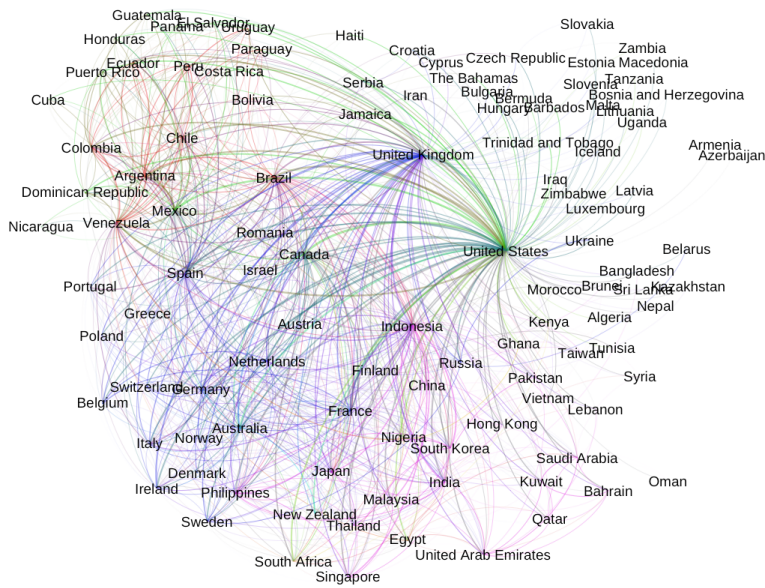 Guatemala
Slovakia
Panama
El Salvador
Uruguay
Haiti
Honduras
Paraguay
Croatia
Zambia
Cyprus
Czech Republic
Ecuador
Peru
Estonia
Macedonia
Puerto Rico
Costa Rica
The Bahamas
Tanzania
Serbia
Slovenia
Bulgaria
Iran
Bosnia and Herzegovina
Cuba
Bolivia
Bermuda
Hungary
Barbados
Malta
Lithuania
Jamaica
Uganda
Chile
Trinidad and Tobago
Armenia
Colombia
United Kingdom
Iceland
Azerbaijan
Argentina
Brazil
Iraq
Dominican Republic
Zimbabwe
Latvia
Mexico
Luxembourg
Nicaragua
Venezuela
Romania
Ukraine
Canada
United States
Belarus
Spain
Israel
Bangladesh
Portugal
Morocco
Brunei
Sri Lanka
Kazakhstan
Nepal
Greece
Algeria
Austria
Indonesia
Kenya
Poland
Ghana
Taiwan
Tunisia
Netherlands
Russia
Finland
Pakistan
Syria
Switzerland
Germany
China
Vietnam
Belgium
France
Lebanon
Australia
Hong Kong
Italy
Norway
Nigeria
South Korea
Saudi Arabia
Denmark
Japan
India
Kuwait
Oman
Ireland
Philippines
Malaysia
Bahrain
Sweden
New Zealand
Thailand
Qatar
Egypt
South Africa
United Arab Emirates
Singapore